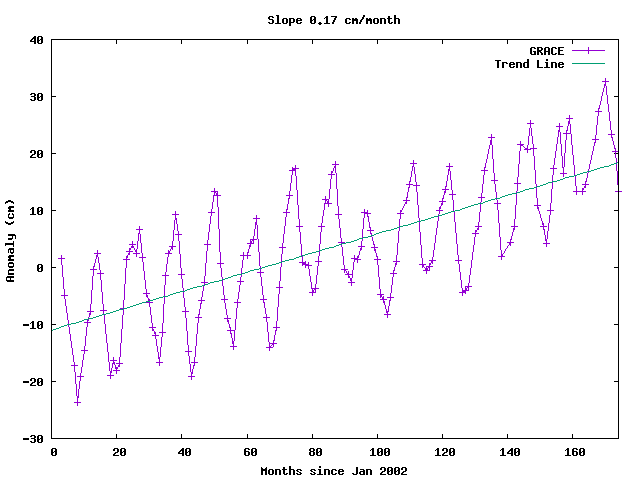 Slope 0.17 cm/month
GRACE
Trend Line
Anomaly (cm)
40
30
20
10
0
-10
-20
-30
0 20 40 60 80 100 120 140 160
Months since Jan 2002